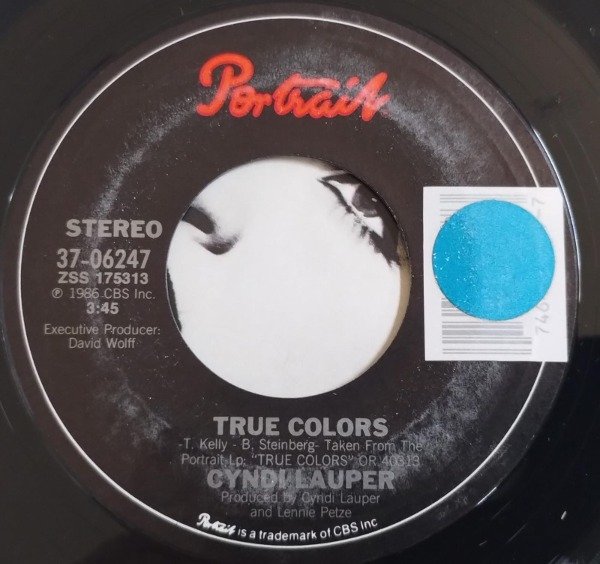 Portrait
STEREO
37-06247
ZSS 175313
℗ 1986 CBS Inc.
3:45
Executive Producer:
David Wolff
TRUE COLORS
-T. Kelly - B. Steinberg- Taken From The
Portrait Lp: "TRUE COLORS" OR 40313
CYNDI LAUPER
Produced by Cyndi Lauper
and Lennie Petze
Portrait is a trademark of CBS Inc